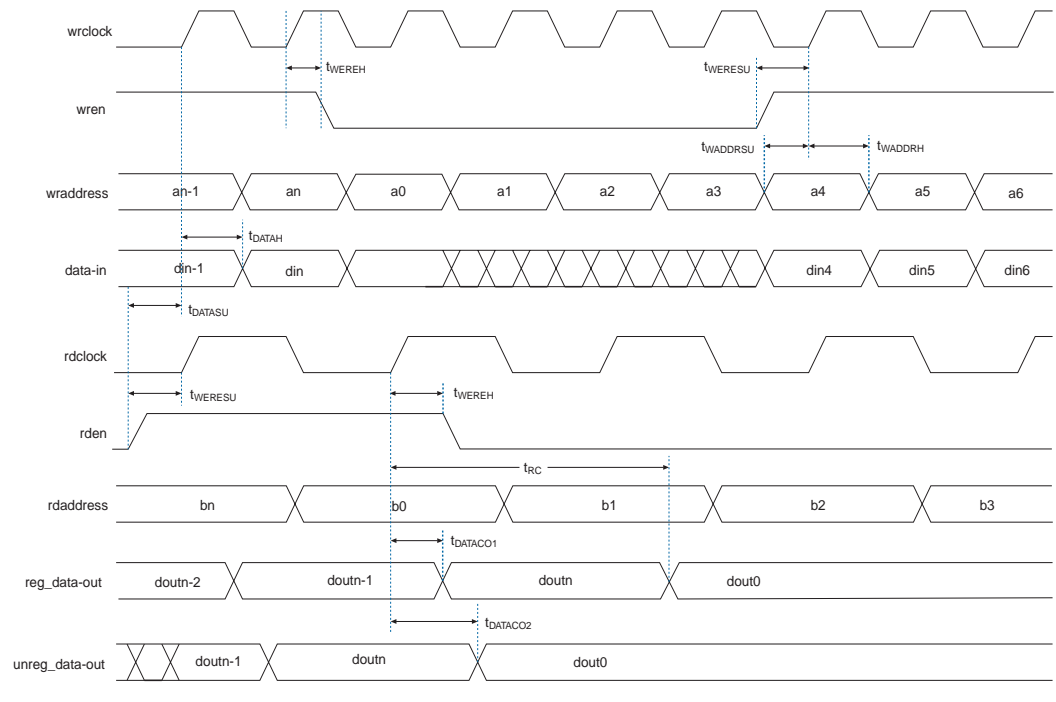 wrclock
tWEREH
tWERESU
wren
tWADDRSU
tWADDRH
wraddress
an-1 an a0 a1 a2 a3 a4 a5 a6
tDATAH
data-in
din-1 din din4 din5 din6
tDATASU
rdclock
tWERESU
tWEREH
rden
tRC
rdaddress
bn b0 b1 b2 b3
tDATACO1
reg_data-out
doutn-2 doutn-1 doutn dout0
tDATACO2
unreg_data-out
doutn-1 doutn dout0